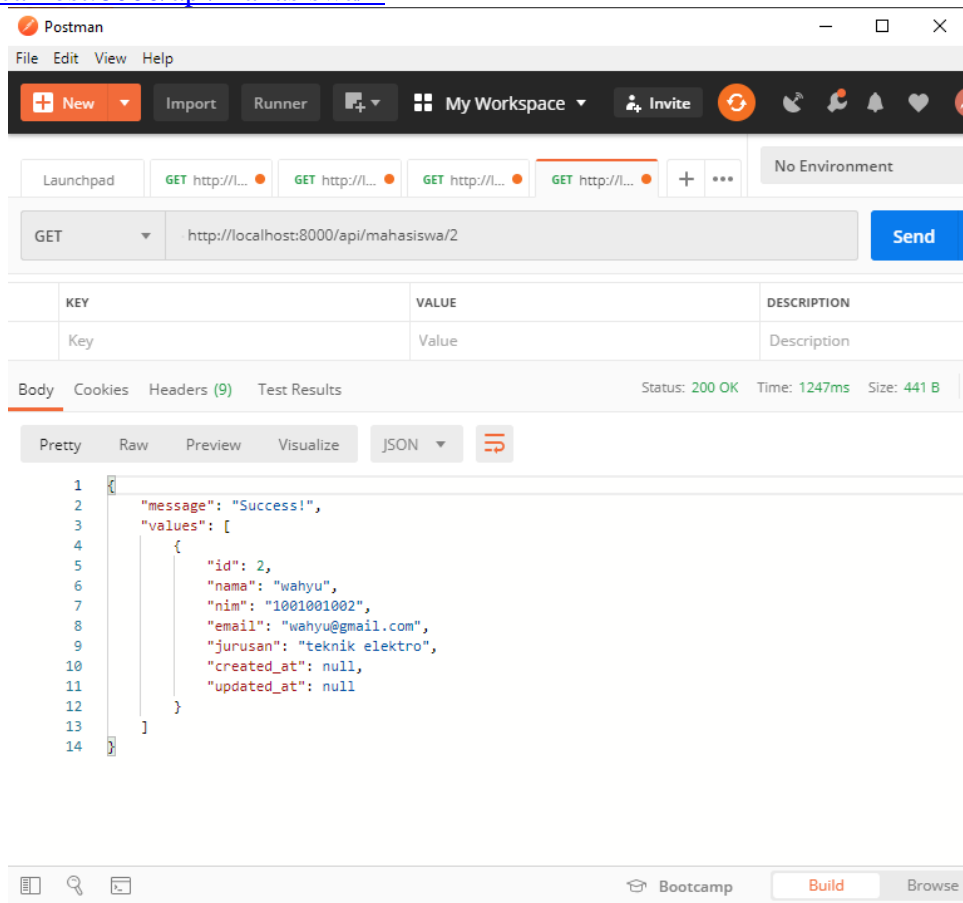 Postman
File Edit View Help
New Import Runner My Workspace Invite
No Environment
Launchpad GET http://l... GET http://l... GET http://l... GET http://l...
GET http://localhost:8000/api/mahasiswa/2 Send
KEY VALUE DESCRIPTION
Key Value Description
Body Cookies Headers (9) Test Results Status: 200 OK Time: 1247ms Size: 441 B
Pretty Raw Preview Visualize JSON
1 {
2 "message": "Success!",
3 "values": [
4 {
5 "id": 2,
6 "nama": "wahyu",
7 "nim": "1001001002",
8 "email": "wahyu@gmail.com",
9 "jurusan": "teknik elektro",
10 "created_at": null,
11 "updated_at": null
12 }
13 ]
14 }
Bootcamp Build Browse